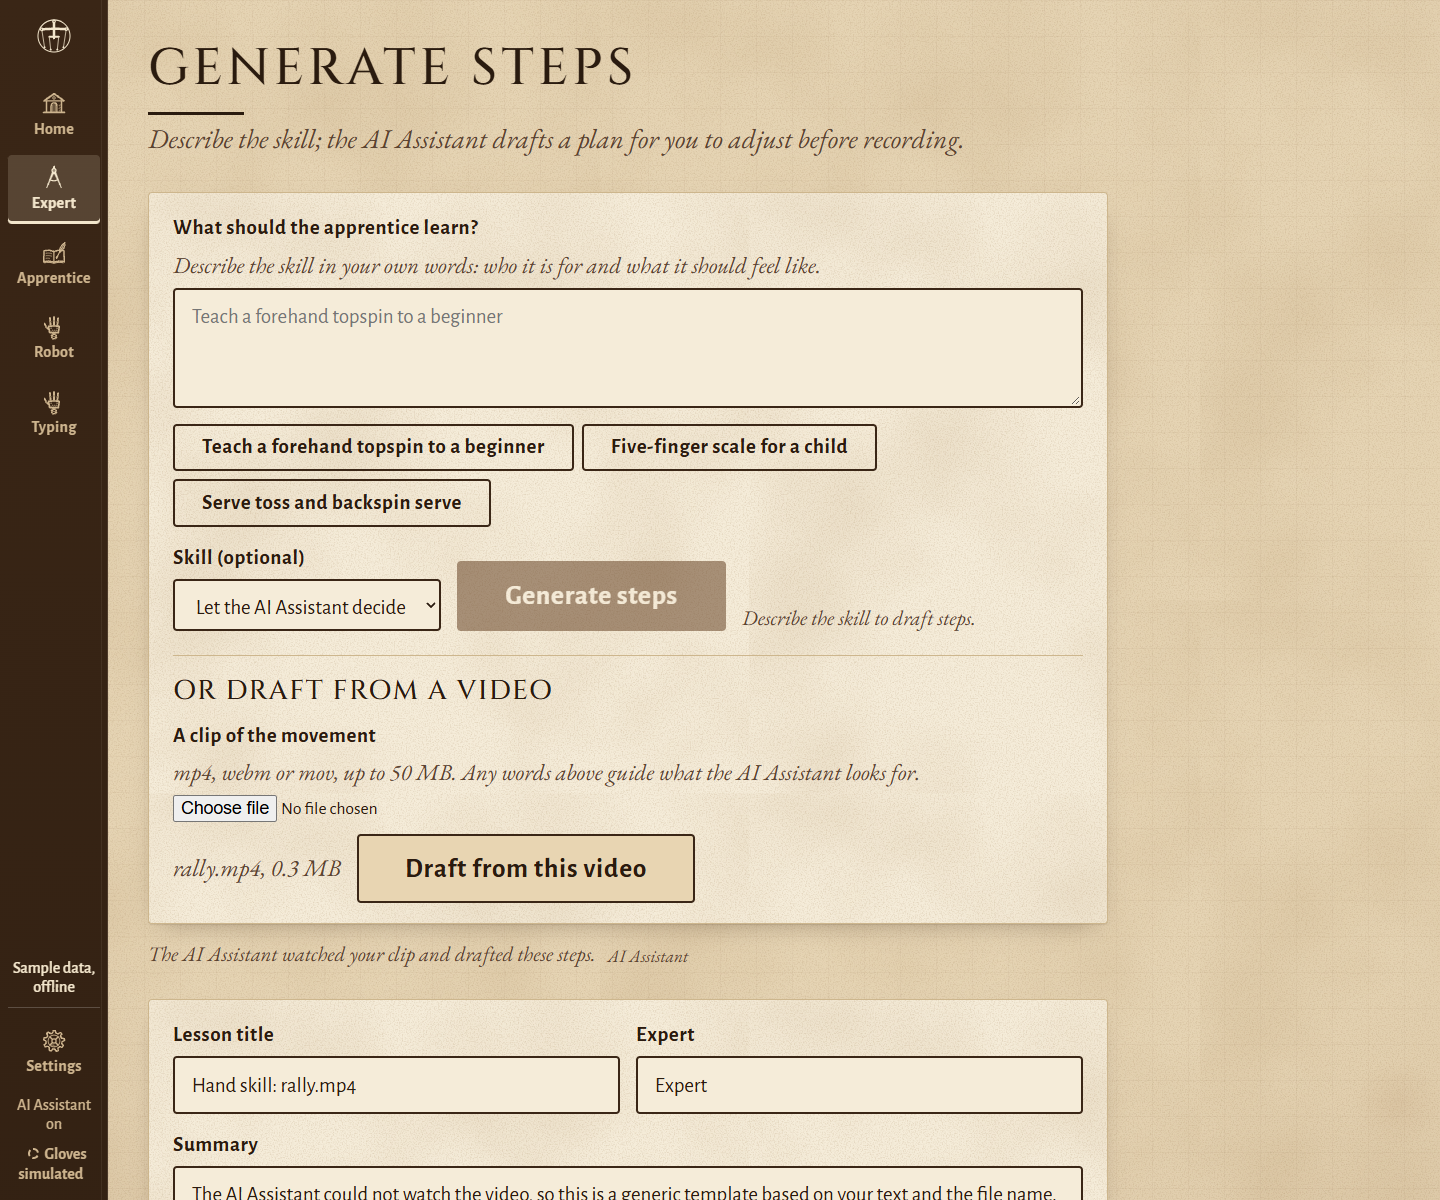 Home
Expert
Apprentice
Robot
Typing
Sample data,
offline
Settings
AI Assistant
on
Gloves
simulated
GENERATE STEPS
Describe the skill; the AI Assistant drafts a plan for you to adjust before recording.
What should the apprentice learn?
Describe the skill in your own words: who it is for and what it should feel like.
Teach a forehand topspin to a beginner
Teach a forehand topspin to a beginner
Five-finger scale for a child
Serve toss and backspin serve
Skill (optional)
Let the AI Assistant decide
Generate steps
Describe the skill to draft steps.
OR DRAFT FROM A VIDEO
A clip of the movement
mp4, webm or mov, up to 50 MB. Any words above guide what the AI Assistant looks for.
Choose file No file chosen
rally.mp4, 0.3 MB
Draft from this video
The AI Assistant watched your clip and drafted these steps. AI Assistant
Lesson title
Expert
Hand skill: rally.mp4
Expert
Summary
The AI Assistant could not watch the video, so this is a generic template based on your text and the file name.